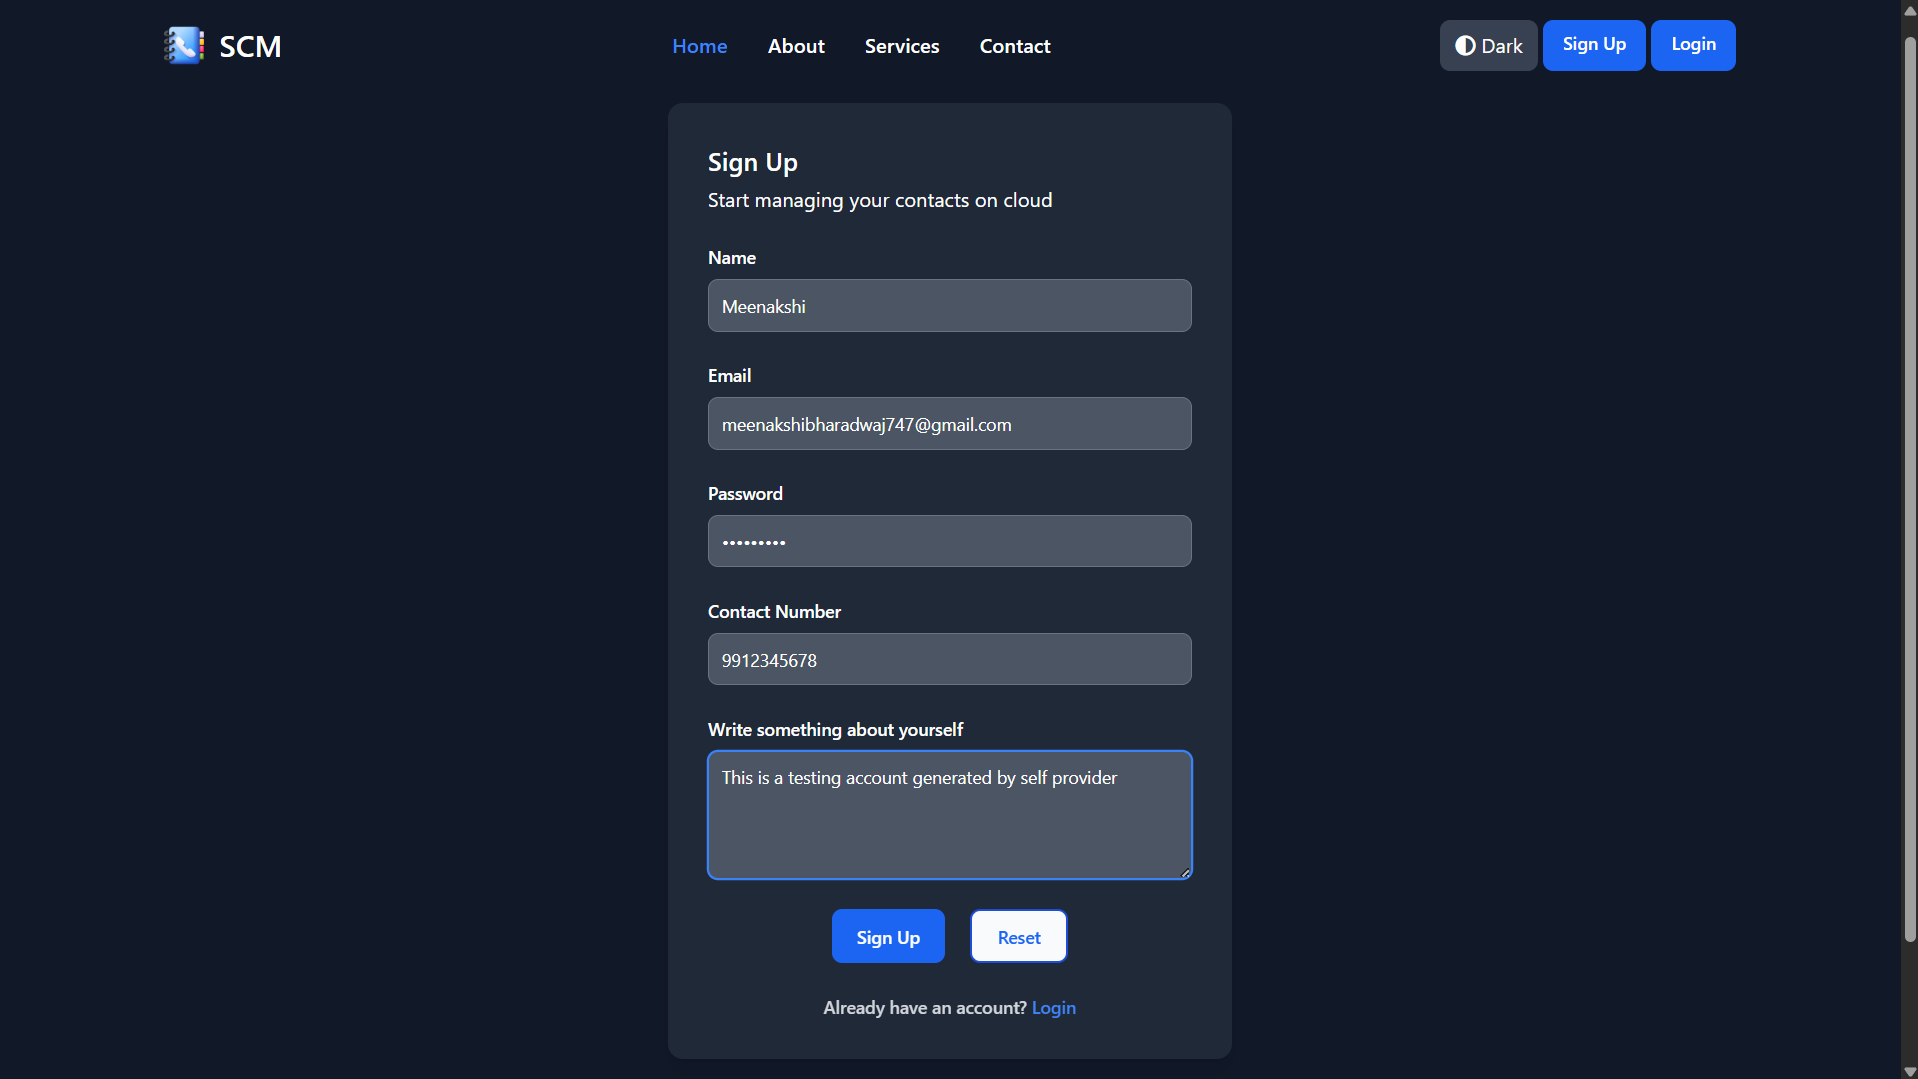 SCM
Home About Services Contact
Dark Sign Up Login
Sign Up
Start managing your contacts on cloud
Name
Meenakshi
Email
meenakshibharadwaj747@gmail.com
Password
•••••••••
Contact Number
9912345678
Write something about yourself
This is a testing account generated by self provider
Sign Up Reset
Already have an account? Login